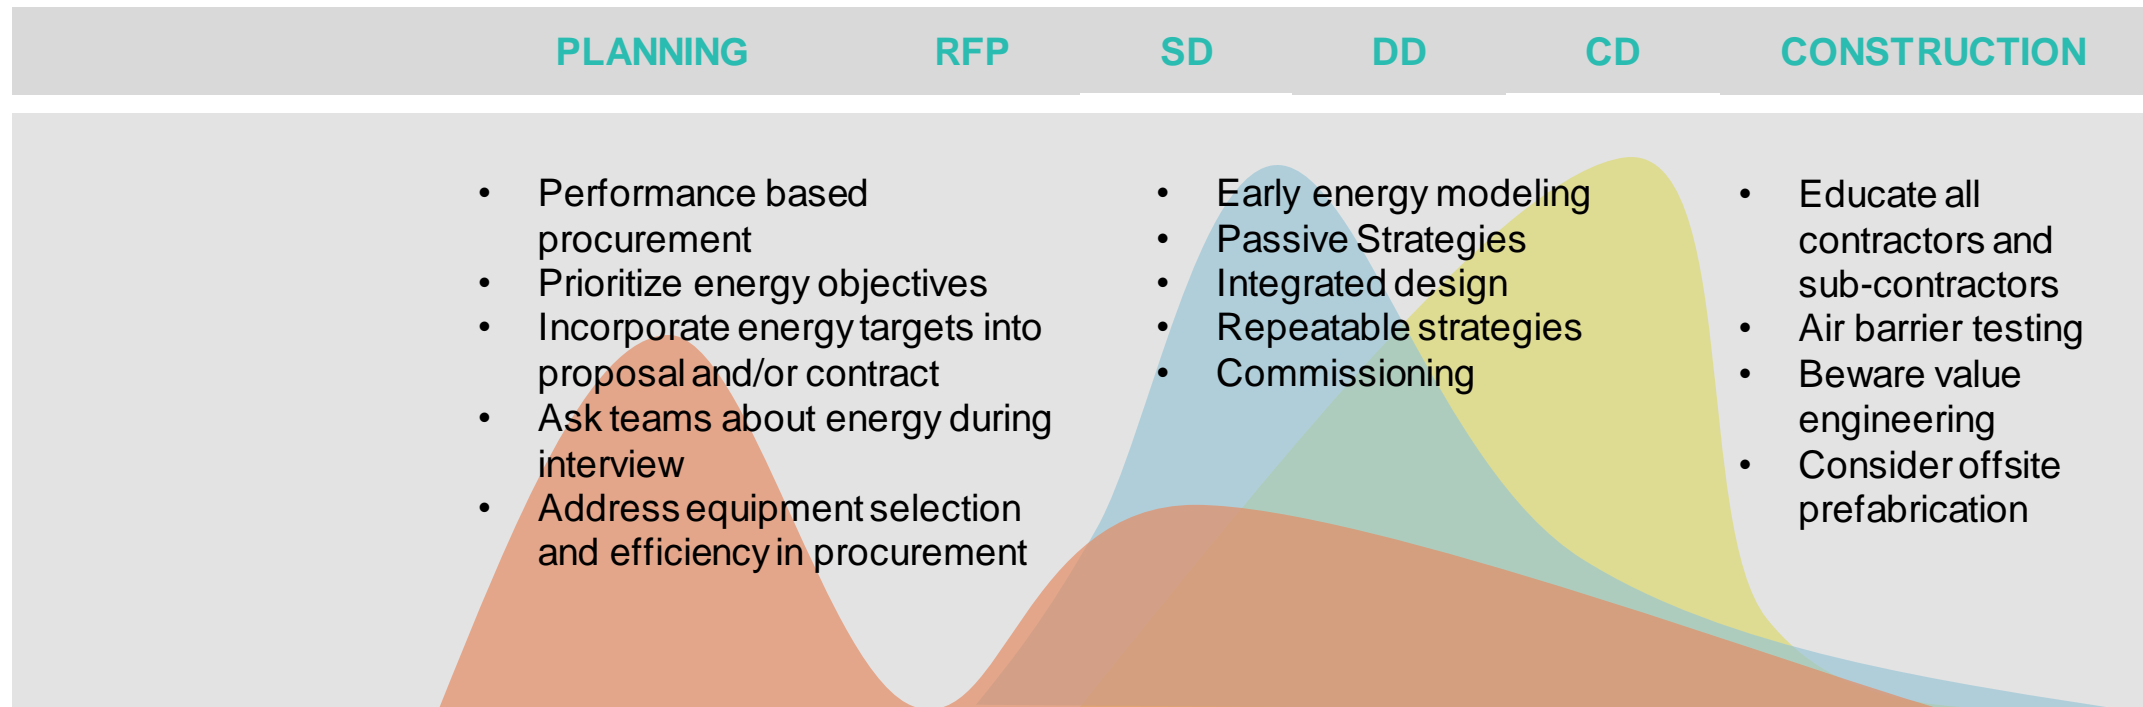 PLANNING RFP SD DD CD CONSTRUCTION
• Performance based
procurement
• Prioritize energy objectives
• Incorporate energy targets into
proposal and/or contract
• Ask teams about energy during
interview
• Address equipment selection
and efficiency in procurement
• Early energy modeling
• Passive Strategies
• Integrated design
• Repeatable strategies
• Commissioning
• Educate all
contractors and
sub-contractors
• Air barrier testing
• Beware value
engineering
• Consider offsite
prefabrication